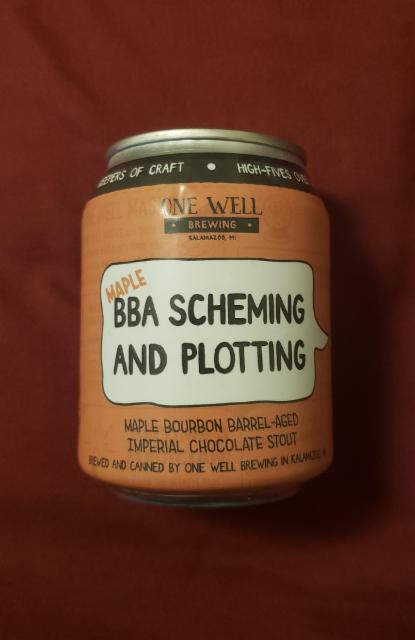 KEEPERS OF CRAFT • HIGH-FIVES OVER
ONE WELL
• BREWING •
KALAMAZOO, MI
MAPLE
BBA SCHEMING
AND PLOTTING
MAPLE BOURBON BARREL-AGED
IMPERIAL CHOCOLATE STOUT
BREWED AND CANNED BY ONE WELL BREWING IN KALAMAZOO,